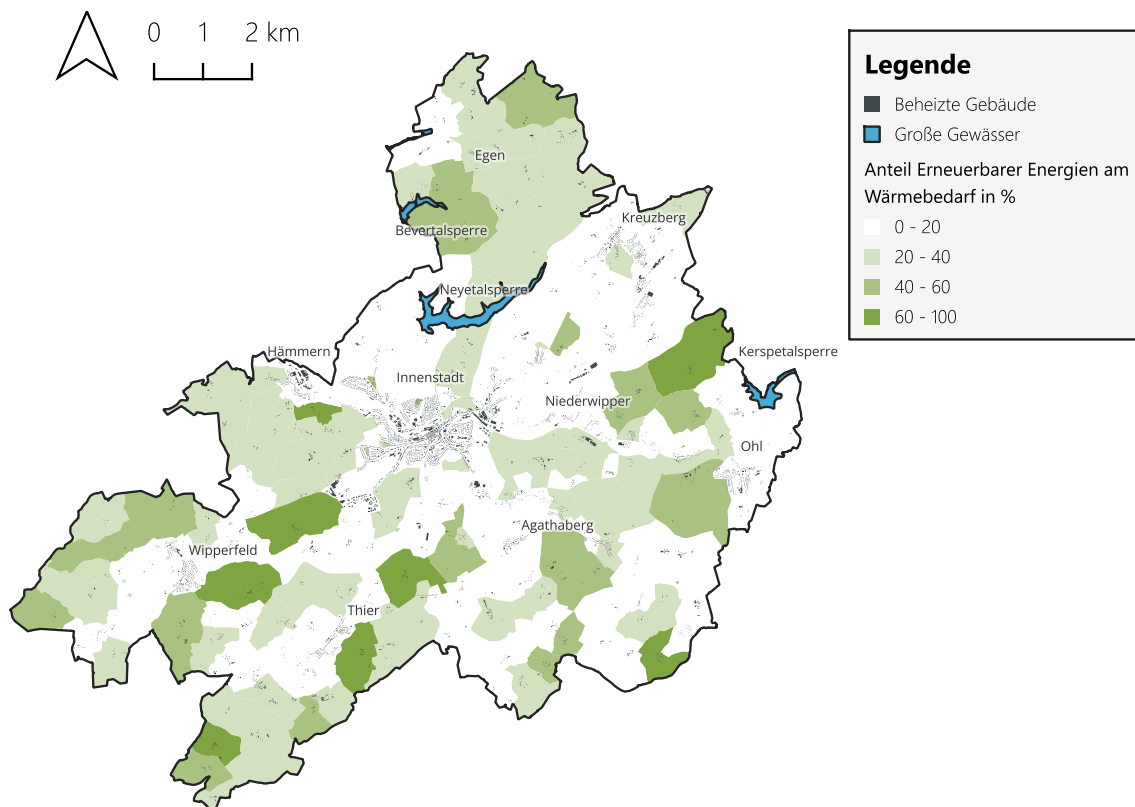 0 1 2 km
Legende
Beheizte Gebäude
Große Gewässer
Anteil Erneuerbarer Energien am
Wärmebedarf in %
0 - 20
20 - 40
40 - 60
60 - 100
Egen
Kreuzberg
Bevertalsperre
Neyetalsperre
Hämmern
Kerspetalsperre
Innenstadt
Niederwipper
Ohl
Agathaberg
Wipperfeld
Thier